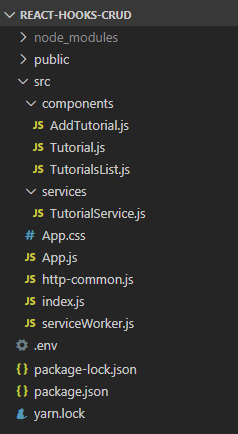 REACT-HOOKS-CRUD
node_modules
public
src
components
JS AddTutorial.js
JS Tutorial.js
JS TutorialsList.js
services
JS TutorialService.js
# App.css
JS App.js
JS http-common.js
JS index.js
JS serviceWorker.js
.env
{} package-lock.json
{} package.json
yarn.lock